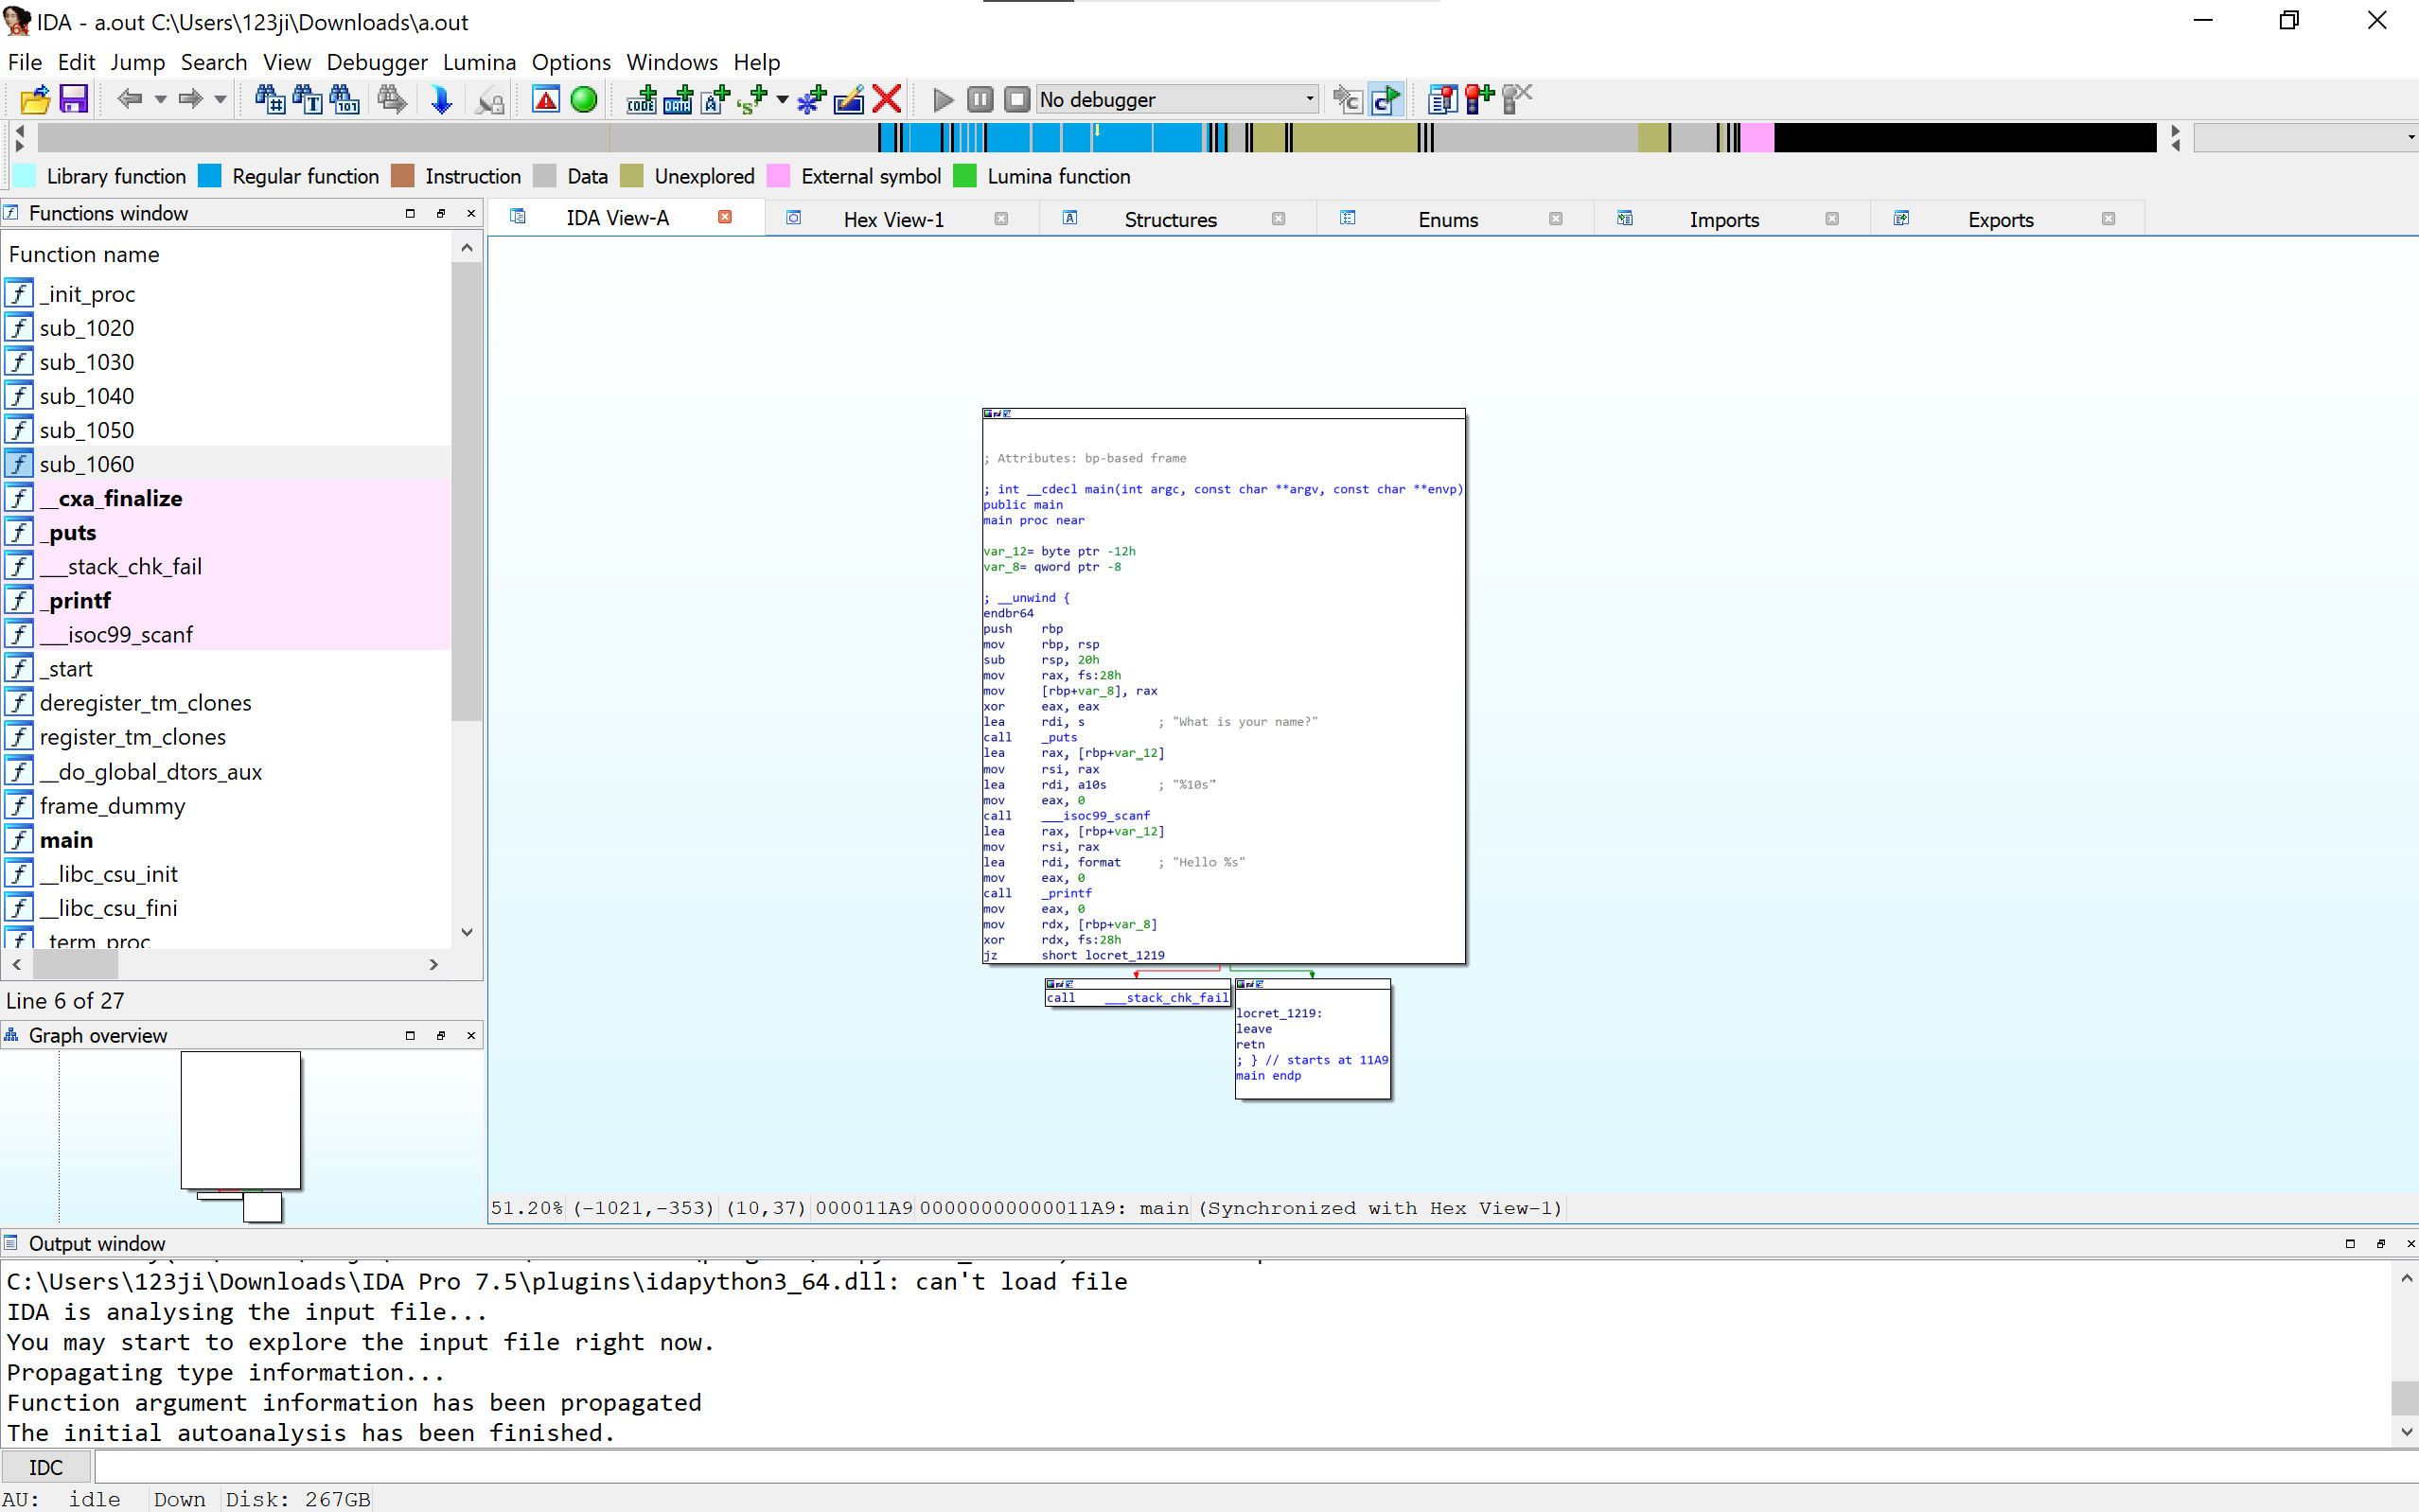 IDA - a.out C:\Users\123ji\Downloads\a.out
File Edit Jump Search View Debugger Lumina Options Windows Help
No debugger
Library function Regular function Instruction Data Unexplored External symbol Lumina function
Functions window
IDA View-A Hex View-1 Structures Enums Imports Exports
Function name
_init_proc
sub_1020
sub_1030
sub_1040
sub_1050
sub_1060
__cxa_finalize
_puts
___stack_chk_fail
_printf
___isoc99_scanf
_start
deregister_tm_clones
register_tm_clones
__do_global_dtors_aux
frame_dummy
main
__libc_csu_init
__libc_csu_fini
_term_proc
Line 6 of 27
Graph overview
; Attributes: bp-based frame
; int __cdecl main(int argc, const char **argv, const char **envp)
public main
main proc near
var_12= byte ptr -12h
var_8= qword ptr -8
; __unwind {
endbr64
push rbp
mov rbp, rsp
sub rsp, 20h
mov rax, fs:28h
mov [rbp+var_8], rax
xor eax, eax
lea rdi, s ; "What is your name?"
call _puts
lea rax, [rbp+var_12]
mov rsi, rax
lea rdi, a10s ; "%10s"
mov eax, 0
call ___isoc99_scanf
lea rax, [rbp+var_12]
mov rsi, rax
lea rdi, format ; "Hello %s"
mov eax, 0
call _printf
mov eax, 0
mov rdx, [rbp+var_8]
xor rdx, fs:28h
jz short locret_1219
call ___stack_chk_fail
locret_1219:
leave
retn
; } // starts at 11A9
main endp
51.20% (-1021,-353) (10,37) 000011A9 00000000000011A9: main (Synchronized with Hex View-1)
Output window
C:\Users\123ji\Downloads\IDA Pro 7.5\plugins\idapython3_64.dll: can't load file
IDA is analysing the input file...
You may start to explore the input file right now.
Propagating type information...
Function argument information has been propagated
The initial autoanalysis has been finished.
IDC
AU: idle Down Disk: 267GB